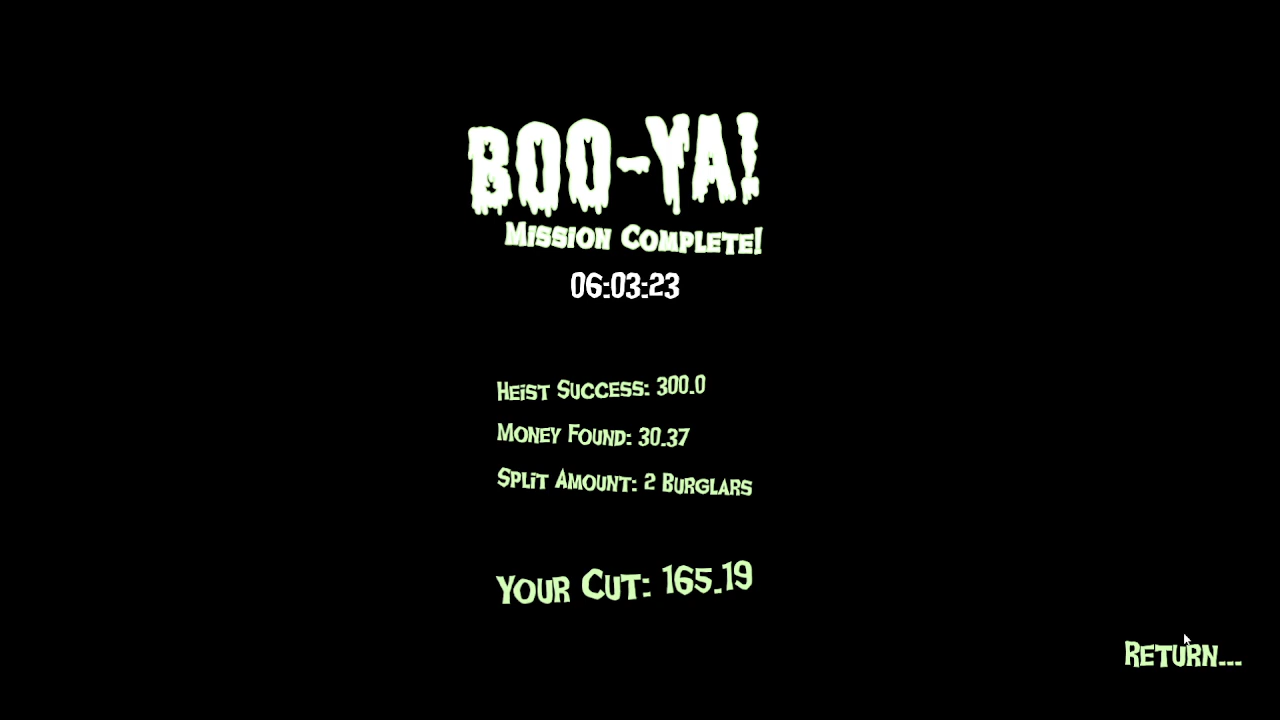 BOO-YA!
MISSION COMPLETE!
06:03:23
HEIST SUCCESS: 300.0
MONEY FOUND: 30.37
SPLIT AMOUNT: 2 BURGLARS
YOUR CUT: 165.19
RETURN...